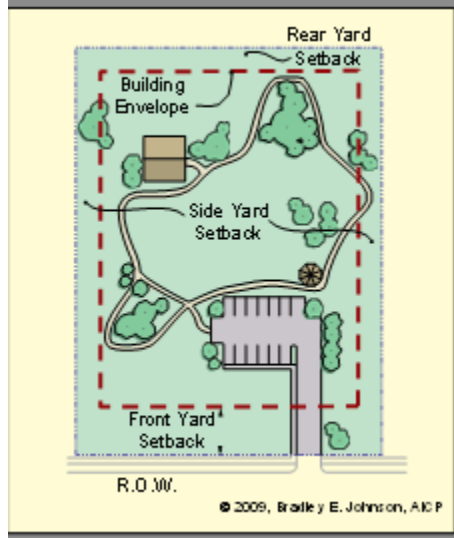 Rear Yard
Setback
Building
Envelope
Side Yard
Setback
Front Yard
Setback
R.O.W.
© 2009, Bradley E. Johnson, AICP